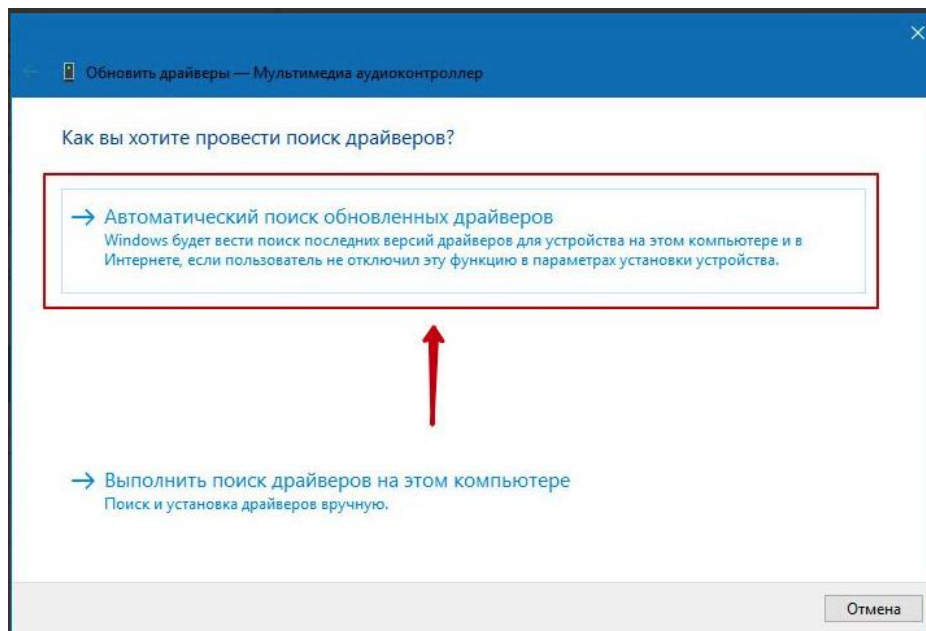 Обновить драйверы — Мультимедиа аудиоконтроллер
Как вы хотите провести поиск драйверов?
Автоматический поиск обновленных драйверов
Windows будет вести поиск последних версий драйверов для устройства на этом компьютере и в
Интернете, если пользователь не отключил эту функцию в параметрах установки устройства.
Выполнить поиск драйверов на этом компьютере
Поиск и установка драйверов вручную.
Отмена